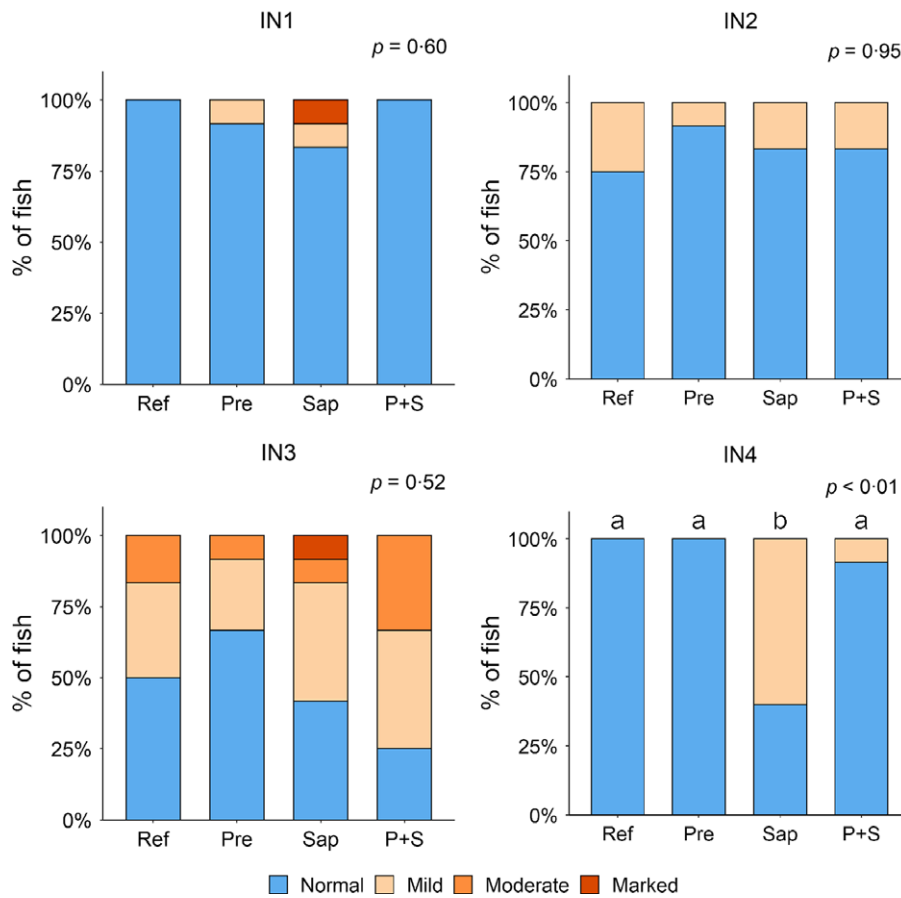 IN1
p = 0·60
100%
75%
50%
25%
0%
% of fish
Ref Pre Sap P+S
IN2
p = 0·95
100%
75%
50%
25%
0%
% of fish
Ref Pre Sap P+S
IN3
p = 0·52
100%
75%
50%
25%
0%
% of fish
Ref Pre Sap P+S
IN4
p < 0·01
a a b a
100%
75%
50%
25%
0%
% of fish
Ref Pre Sap P+S
Normal Mild Moderate Marked